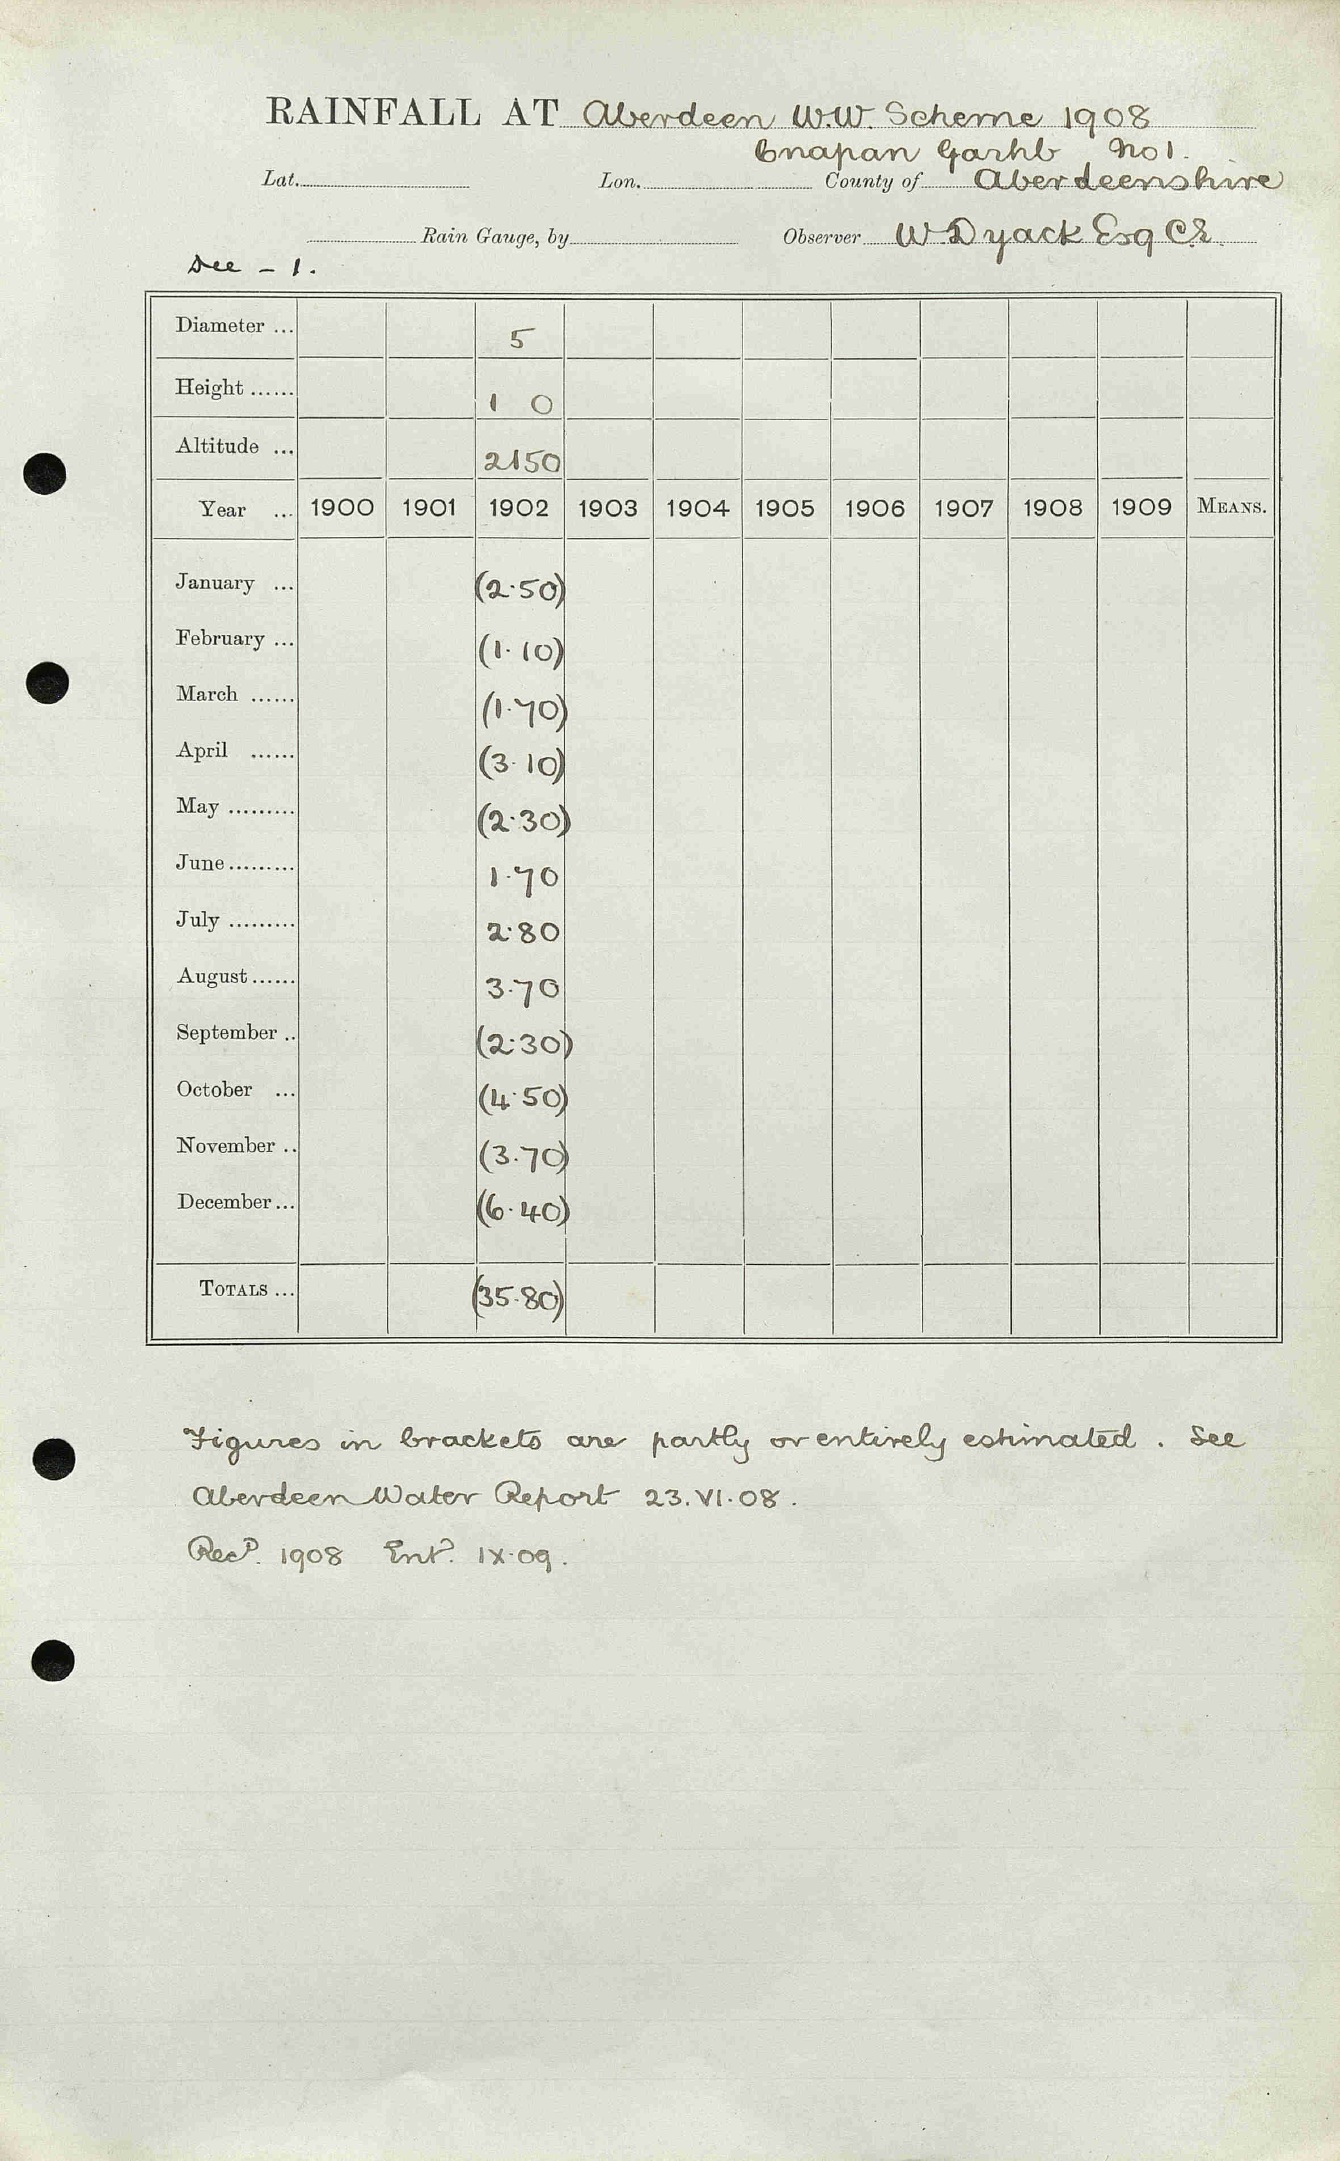 RAINFALL AT Aberdeen W.W. Scheme 1908
Cnapan Garhb No 1.
Lat. Lon. County of Aberdeenshire
Rain Gauge, by Observer W Dyack Esq C.E.
Dee - 1.
Diameter ... 5
Height ...... 1 0
Altitude ... 2150
Year ... 1900 1901 1902 1903 1904 1905 1906 1907 1908 1909 MEANS.
January ... (2.50)
February ... (1.10)
March ...... (1.70)
April ...... (3.10)
May ......... (2.30)
June ......... 1.70
July ......... 2.80
August ...... 3.70
September .. (2.30)
October ... (4.50)
November .. (3.70)
December ... (6.40)
TOTALS ... (35.80)
Figures in brackets are partly or entirely estimated. See
Aberdeen Water Report 23.VI.08.
Recd. 1908 Entd. IX.09.